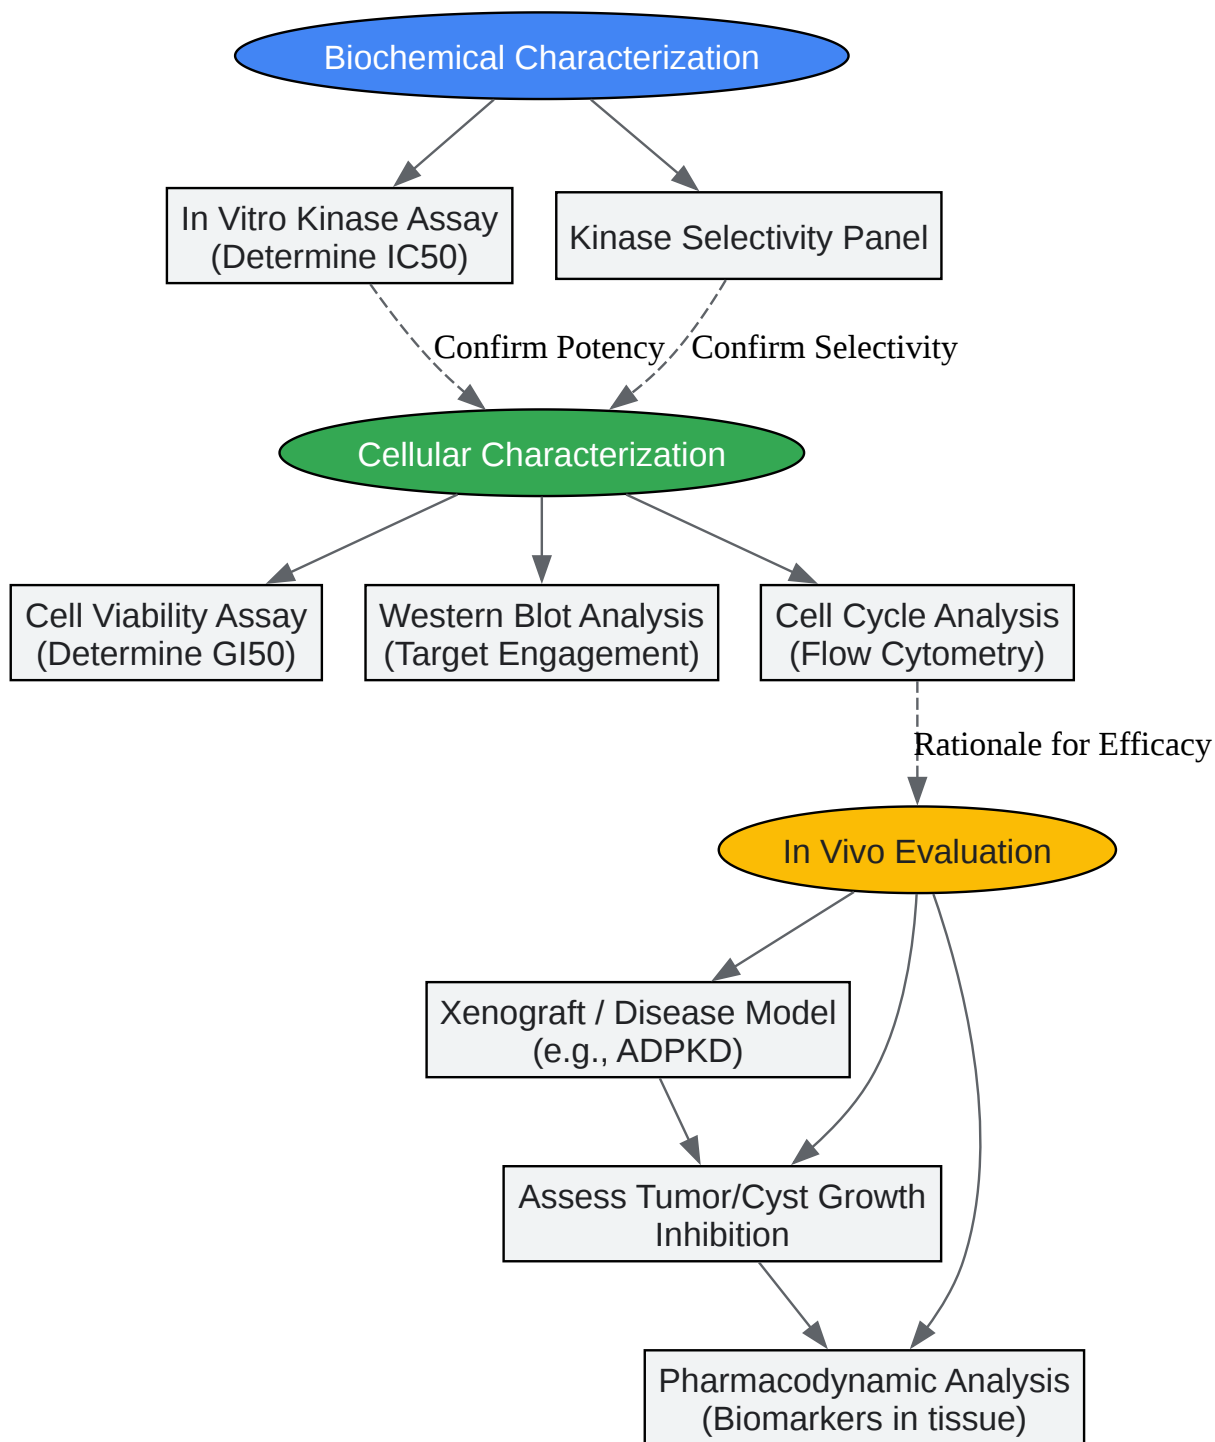 Biochemical Characterization
In Vitro Kinase Assay
(Determine IC50)
Kinase Selectivity Panel
Confirm Potency
Confirm Selectivity
Cellular Characterization
Cell Viability Assay
(Determine GI50)
Western Blot Analysis
(Target Engagement)
Cell Cycle Analysis
(Flow Cytometry)
Rationale for Efficacy
In Vivo Evaluation
Xenograft / Disease Model
(e.g., ADPKD)
Assess Tumor/Cyst Growth
Inhibition
Pharmacodynamic Analysis
(Biomarkers in tissue)